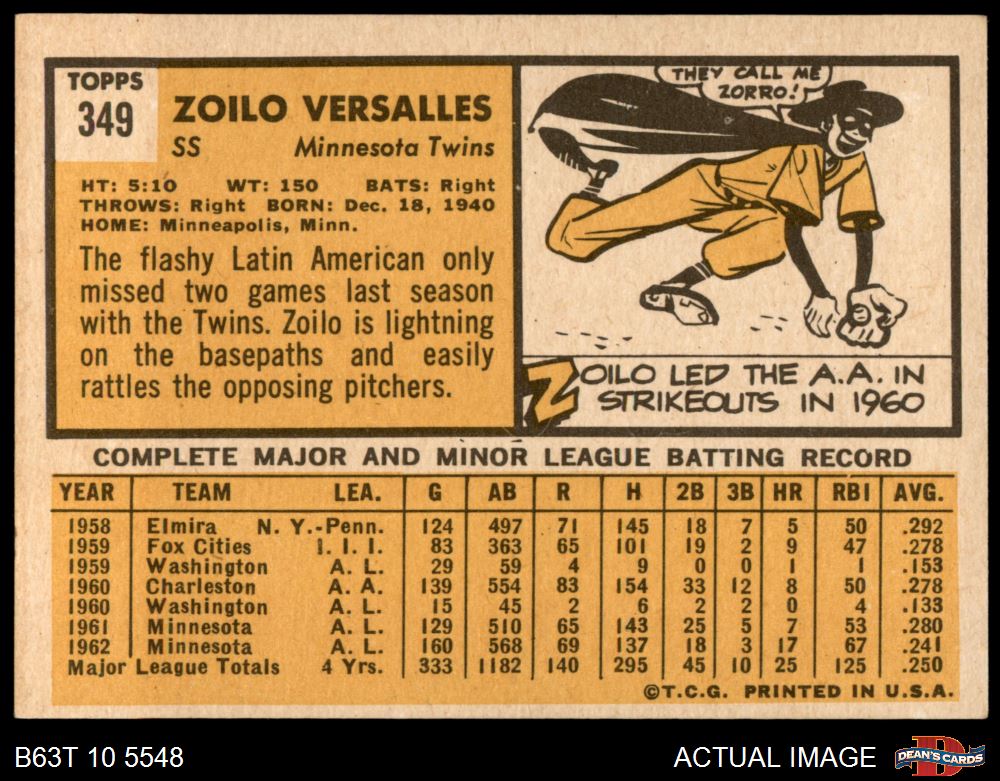 TOPPS
349
ZOILO VERSALLES
SS Minnesota Twins
HT: 5:10 WT: 150 BATS: Right
THROWS: Right BORN: Dec. 18, 1940
HOME: Minneapolis, Minn.
The flashy Latin American only
missed two games last season
with the Twins. Zoilo is lightning
on the basepaths and easily
rattles the opposing pitchers.
THEY CALL ME
ZORRO!
ZOILO LED THE A.A. IN
STRIKEOUTS IN 1960
COMPLETE MAJOR AND MINOR LEAGUE BATTING RECORD
YEAR TEAM LEA. G AB R H 2B 3B HR RBI AVG.
1958 Elmira N. Y.-Penn. 124 497 71 145 18 7 5 50 .292
1959 Fox Cities I. I. I. 83 363 65 101 19 2 9 47 .278
1959 Washington A. L. 29 59 4 9 0 0 1 1 .153
1960 Charleston A. A. 139 554 83 154 33 12 8 50 .278
1960 Washington A. L. 15 45 2 6 2 2 0 4 .133
1961 Minnesota A. L. 129 510 65 143 25 5 7 53 .280
1962 Minnesota A. L. 160 568 69 137 18 3 17 67 .241
Major League Totals 4 Yrs. 333 1182 140 295 45 10 25 125 .250
©T.C.G. PRINTED IN U.S.A.
B63T 10 5548 ACTUAL IMAGE DEAN'S CARDS